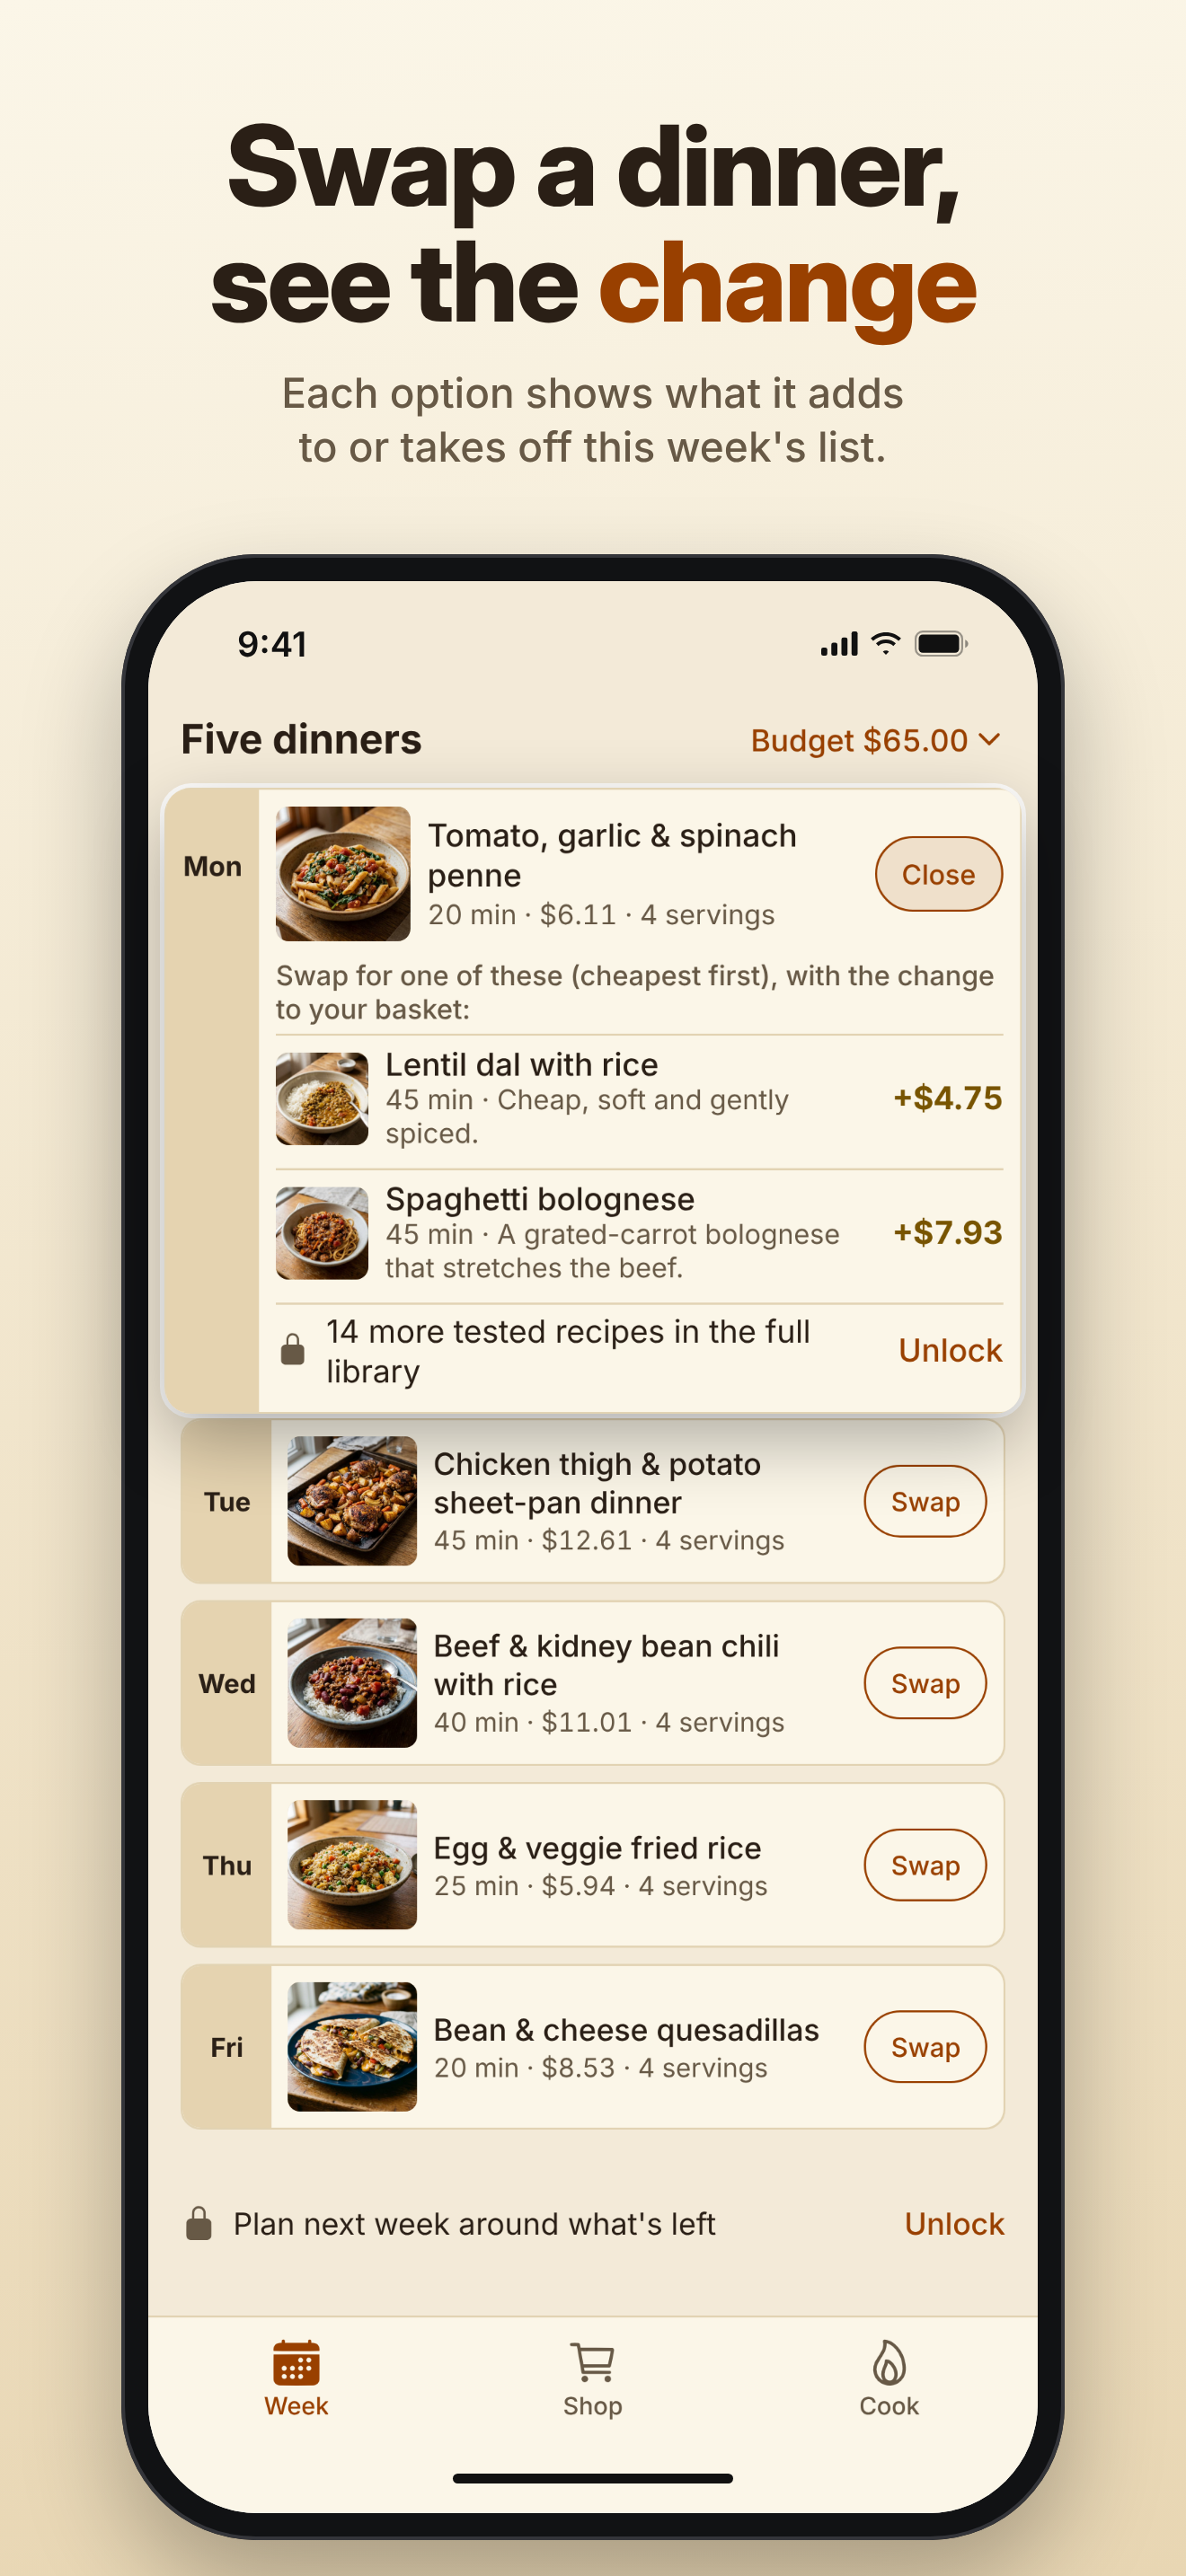 Swap a dinner,
see the change
Each option shows what it adds
to or takes off this week's list.
9:41
Five dinners
Budget $65.00
Mon
Tomato, garlic & spinach
penne
20 min · $6.11 · 4 servings
Close
Swap for one of these (cheapest first), with the change
to your basket:
Lentil dal with rice
45 min · Cheap, soft and gently
spiced.
+$4.75
Spaghetti bolognese
45 min · A grated-carrot bolognese
that stretches the beef.
+$7.93
14 more tested recipes in the full
library
Unlock
Tue
Chicken thigh & potato
sheet-pan dinner
45 min · $12.61 · 4 servings
Swap
Wed
Beef & kidney bean chili
with rice
40 min · $11.01 · 4 servings
Swap
Thu
Egg & veggie fried rice
25 min · $5.94 · 4 servings
Swap
Fri
Bean & cheese quesadillas
20 min · $8.53 · 4 servings
Swap
Plan next week around what's left
Unlock
Week
Shop
Cook